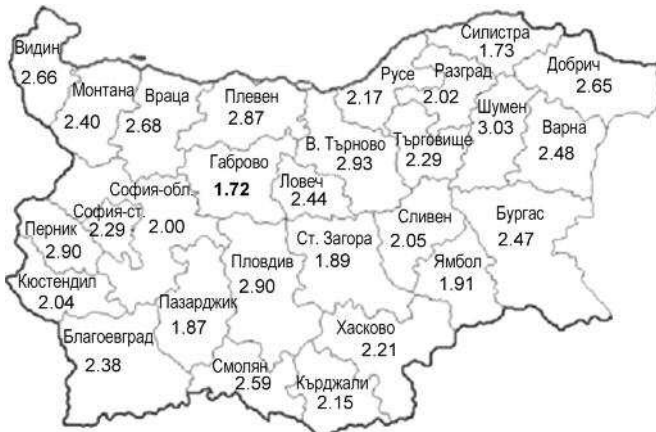 Видин
2.66
Монтана
2.40
Враца
2.68
Плевен
2.87
Русе
2.17
Разград
2.02
Силистра
1.73
Добрич
2.65
Шумен
3.03
Варна
2.48
В. Търново
2.93
Търговище
2.29
Габрово
1.72
Ловеч
2.44
София-обл.
2.00
София-ст.
2.29
Перник
2.90
Кюстендил
2.04
Благоевград
2.38
Пазарджик
1.87
Пловдив
2.90
Ст. Загора
1.89
Сливен
2.05
Бургас
2.47
Ямбол
1.91
Хасково
2.21
Смолян
2.59
Кърджали
2.15